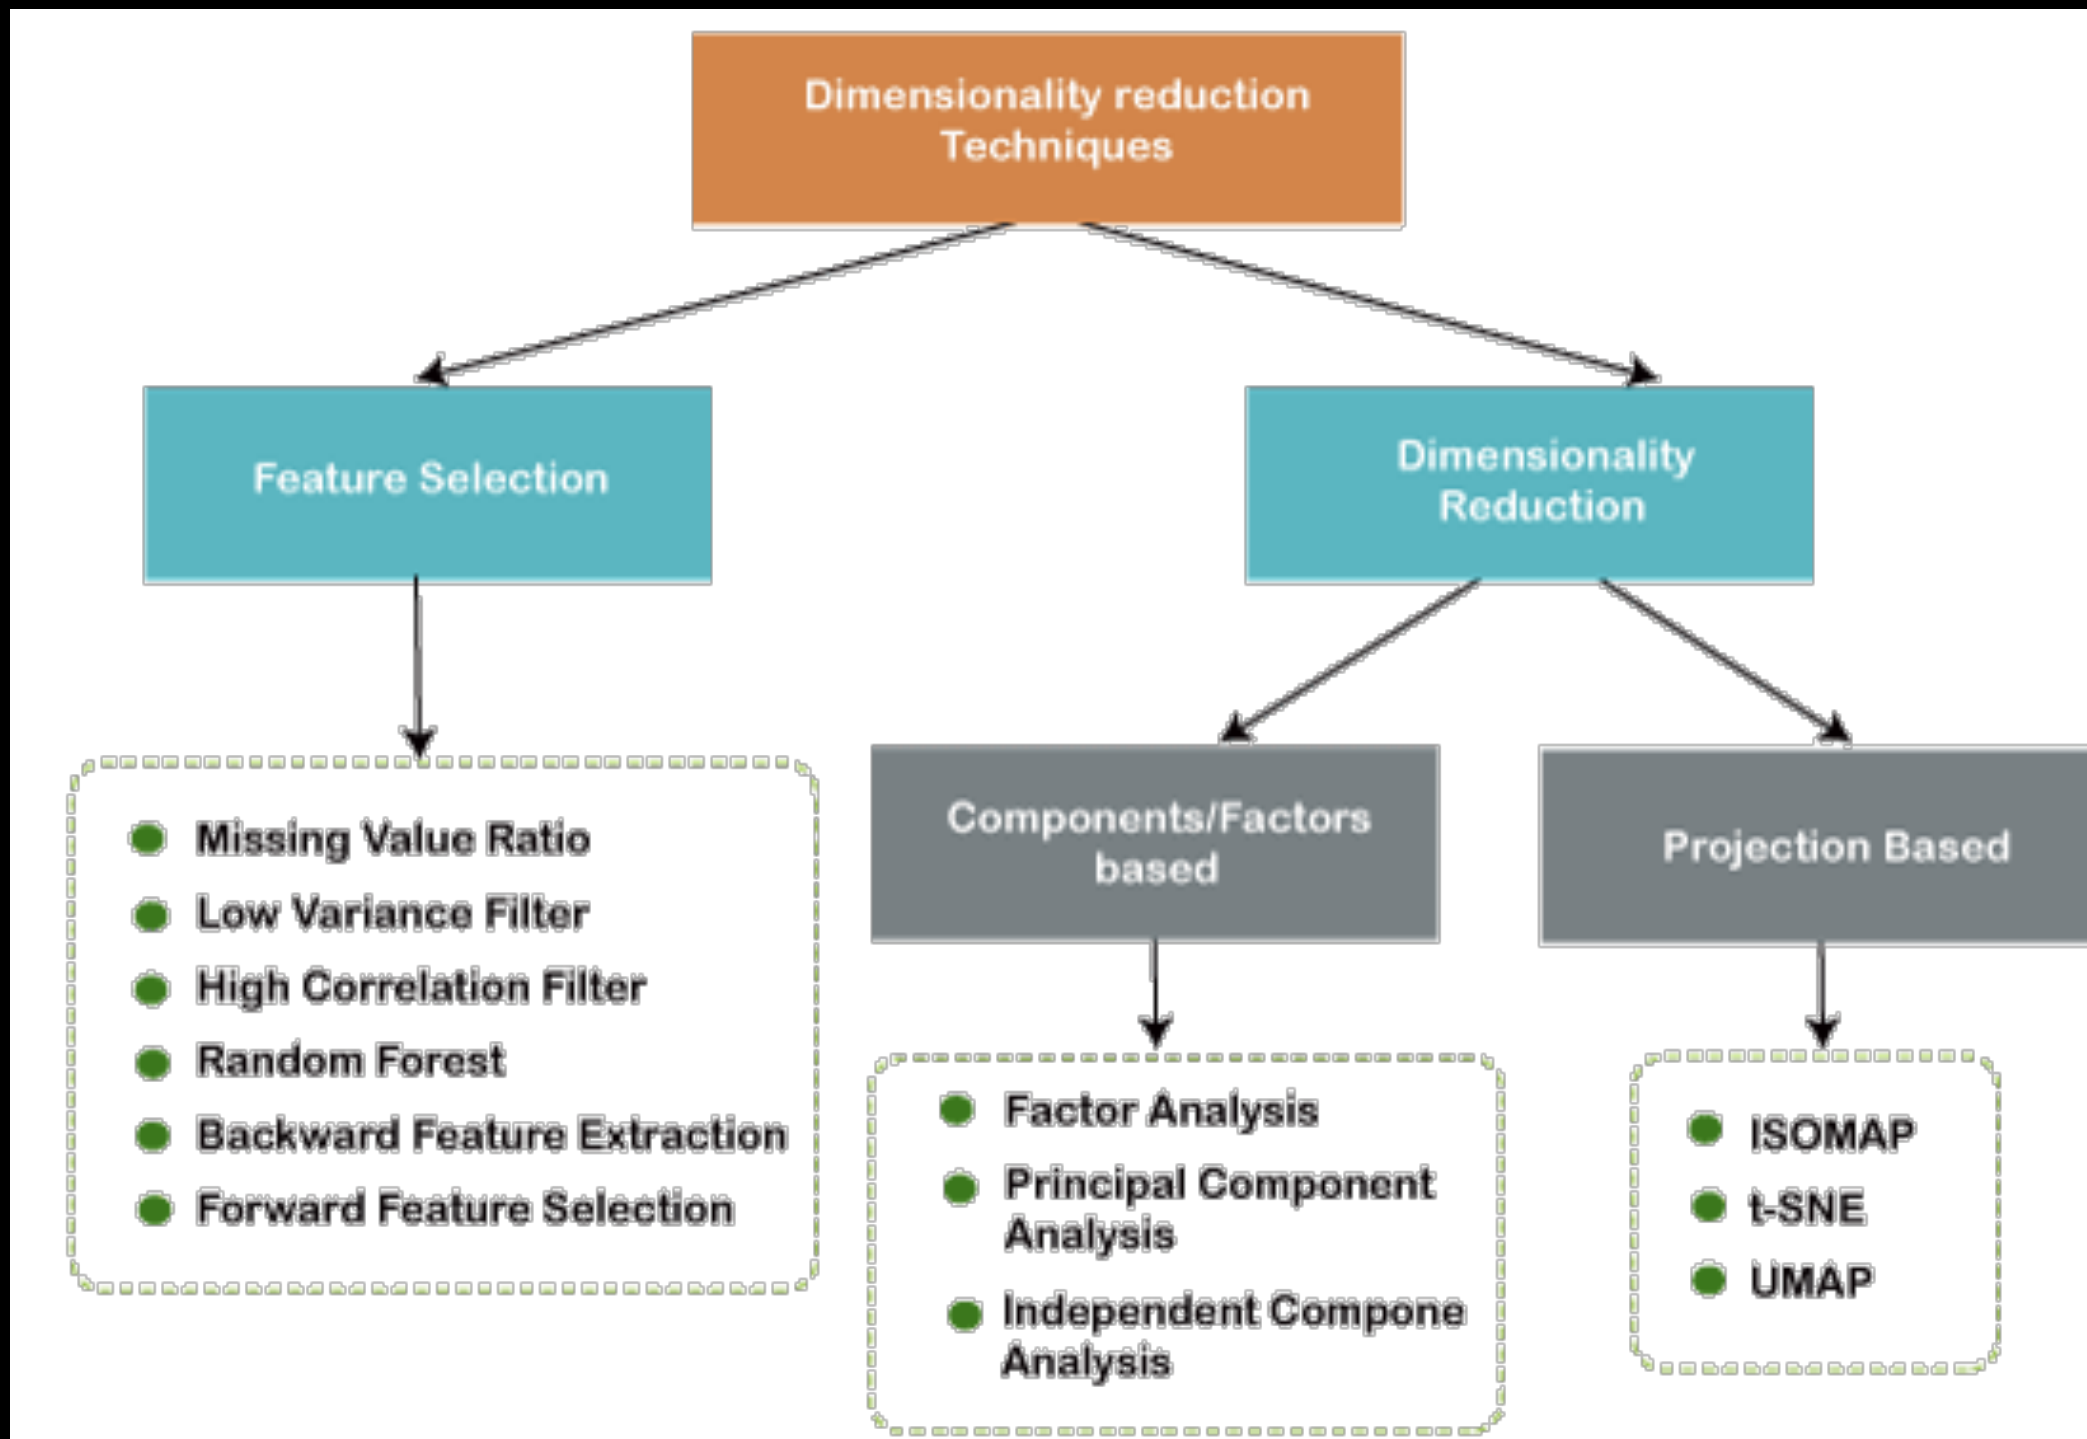 Dimensionality reduction
Techniques
Feature Selection
Dimensionality
Reduction
Missing Value Ratio
Low Variance Filter
High Correlation Filter
Random Forest
Backward Feature Extraction
Forward Feature Selection
Components/Factors
based
Factor Analysis
Principal Component
Analysis
Independent Compone
Analysis
Projection Based
ISOMAP
t-SNE
UMAP